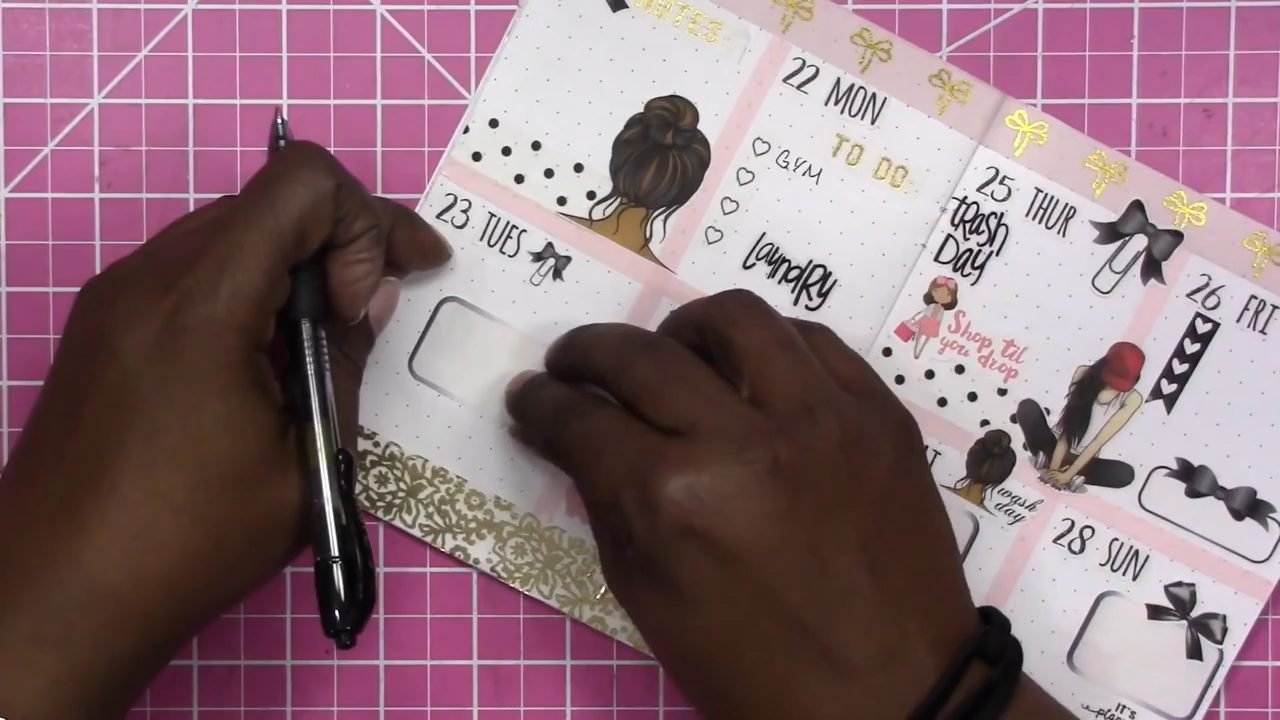 NOTES
22 MON
TO DO
GYM
Laundry
23 TUES
25 THUR
Trash
Day
Shop til
you drop
26 FRI
wash
day
28 SUN
IT'S